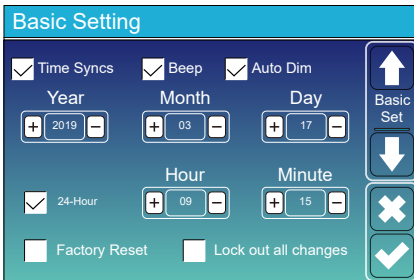 Basic Setting
Time Syncs Beep Auto Dim
Year Month Day
+ 2019 − + 03 − + 17 −
Basic
Set
Hour Minute
24-Hour + 09 − + 15 −
Factory Reset Lock out all changes